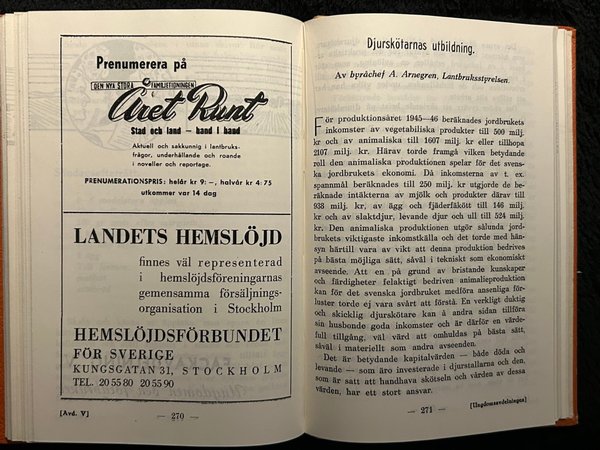 Prenumerera på
DEN NYA STORA FAMILJETIDNINGEN
Året Runt
Stad och land — hand i hand
Aktuell och sakkunnig i lantbruks-
frågor, underhållande och roande
i noveller och reportage.
PRENUMERATIONSPRIS: helår kr 9: –, halvår kr 4: 75
utkommer var 14 dag
LANDETS HEMSLÖJD
finnes väl representerad
i hemslöjdsföreningarnas
gemensamma försäljnings-
organisation i Stockholm
HEMSLÖJDSFÖRBUNDET
FÖR SVERIGE
KUNGSGATAN 31, STOCKHOLM
TEL. 20 55 80 20 55 90
[Avd. V]
— 270 —
Djurskötarnas utbildning.
Av byråchef A. Arnegren, Lantbruksstyrelsen.
För produktionsåret 1945—46 beräknades jordbrukets
inkomster av vegetabiliska produkter till 500 milj.
kr och av animaliska till 1607 milj. kr eller tillhopa
2107 milj. kr. Härav torde framgå vilken betydande
roll den animaliska produktionen spelar för det svens-
ka jordbrukets ekonomi. Då inkomsterna av t. ex.
spannmål beräknades till 250 milj. kr utgjorde de be-
räknade intäkterna av mjölk och produkter därav till
938 milj. kr, av ägg och fjäderfäkött till 146 milj.
kr och av slaktdjur, levande djur och ull till 524 milj.
kr. Den animaliska produktionen utgör sålunda jord-
brukets viktigaste inkomstkälla och det torde med hän-
syn härtill vara av vikt att denna produktion bedrives
på bästa möjliga sätt, såväl i tekniskt som ekonomiskt
avseende. Att en på grund av bristande kunskaper
och färdigheter felaktigt bedriven animalieproduktion
kan för det svenska jordbruket medföra ansenliga för-
luster torde ej vara svårt att förstå. En verkligt duktig
och skicklig djurskötare kan å andra sidan tillföra
sin husbonde goda inkomster och är därför en värde-
full tillgång, väl värd att omhuldas på bästa sätt,
såväl i materiellt som andra avseenden.
Det är betydande kapitalvärden — både döda och
levande — som äro investerade i djurstallarna och den,
som är satt att handhava skötseln och vården av dessa
värden, har ett stort ansvar.
— 271 —
[Ungdomsavdelningen]